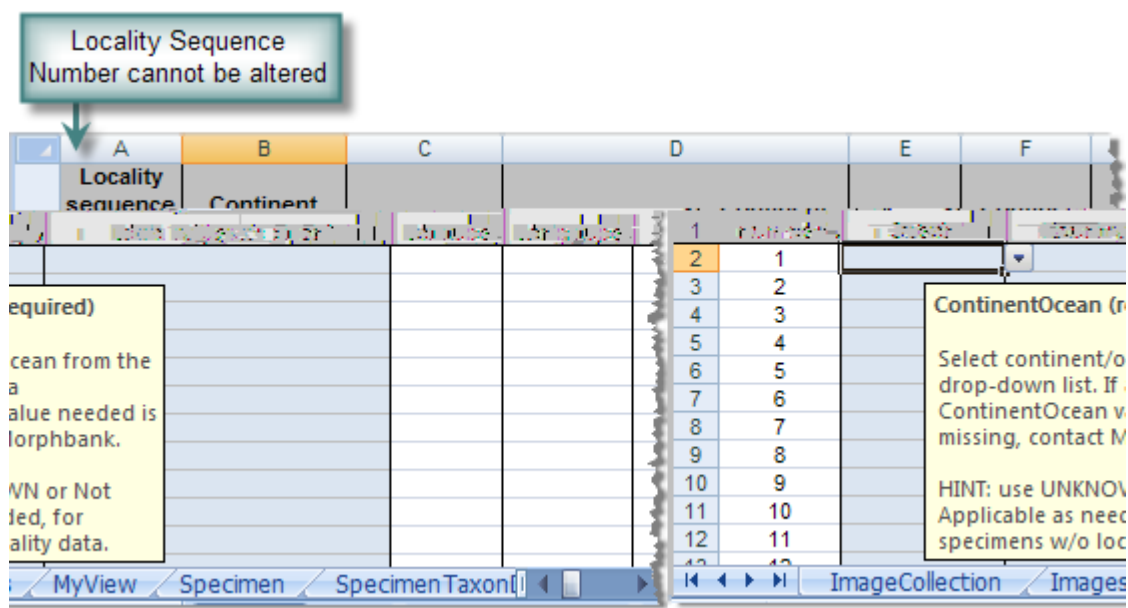 Locality Sequence
Number cannot be altered
A B C D E F
Locality
sequence Continent
1
2 1
3 2
4 3
5 4
6 5
7 6
8 7
9 8
10 9
11 10
12 11
equired)
cean from the
a
alue needed is
Morphbank.
WN or Not
ded, for
ality data.
ContinentOcean (r
Select continent/o
drop-down list. If
ContinentOcean v
missing, contact M
HINT: use UNKNOV
Applicable as need
specimens w/o loc
MyView Specimen SpecimenTaxonD
ImageCollection Images